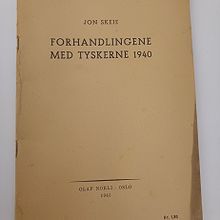 JON SKEIE
FORHANDLINGENE
MED TYSKERNE 1940
OLAF NORLI · OSLO
1945